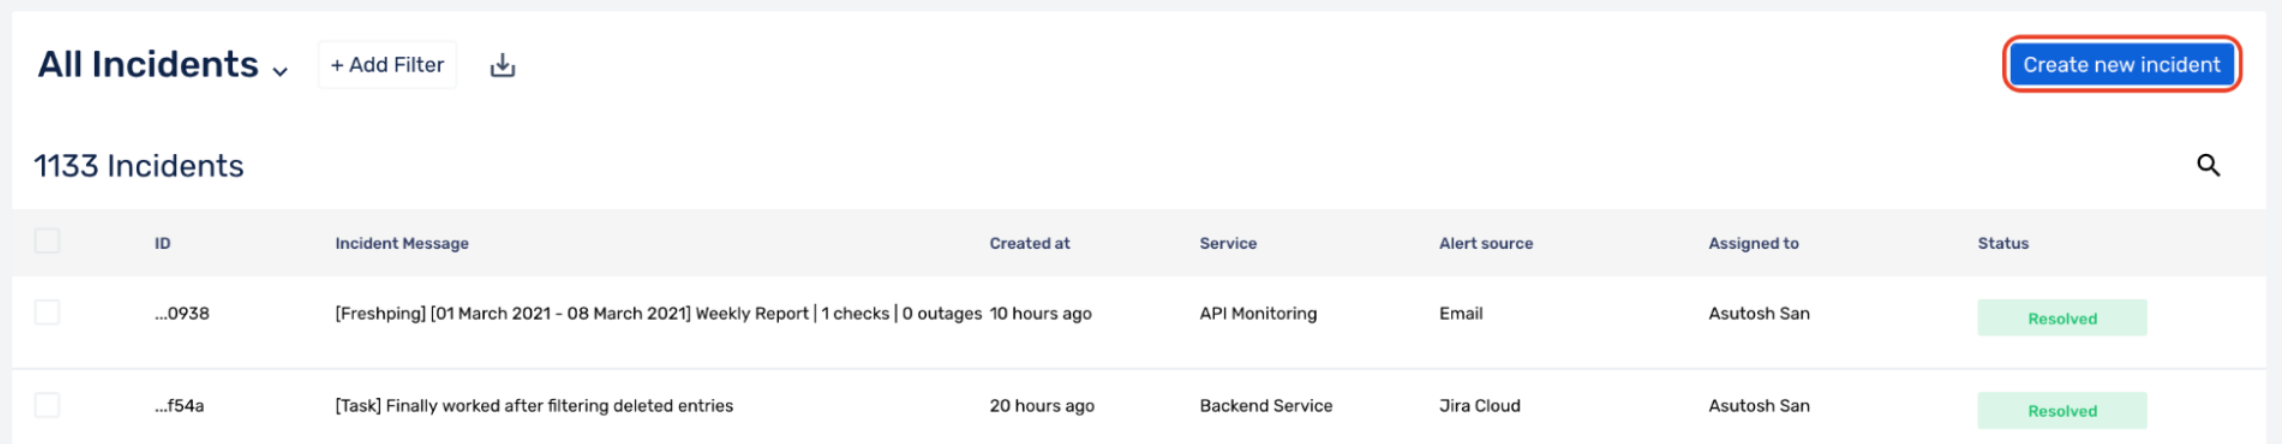 All Incidents + Add Filter Create new incident
1133 Incidents
ID Incident Message Created at Service Alert source Assigned to Status
...0938 [Freshping] [01 March 2021 - 08 March 2021] Weekly Report | 1 checks | 0 outages 10 hours ago API Monitoring Email Asutosh San Resolved
...f54a [Task] Finally worked after filtering deleted entries 20 hours ago Backend Service Jira Cloud Asutosh San Resolved